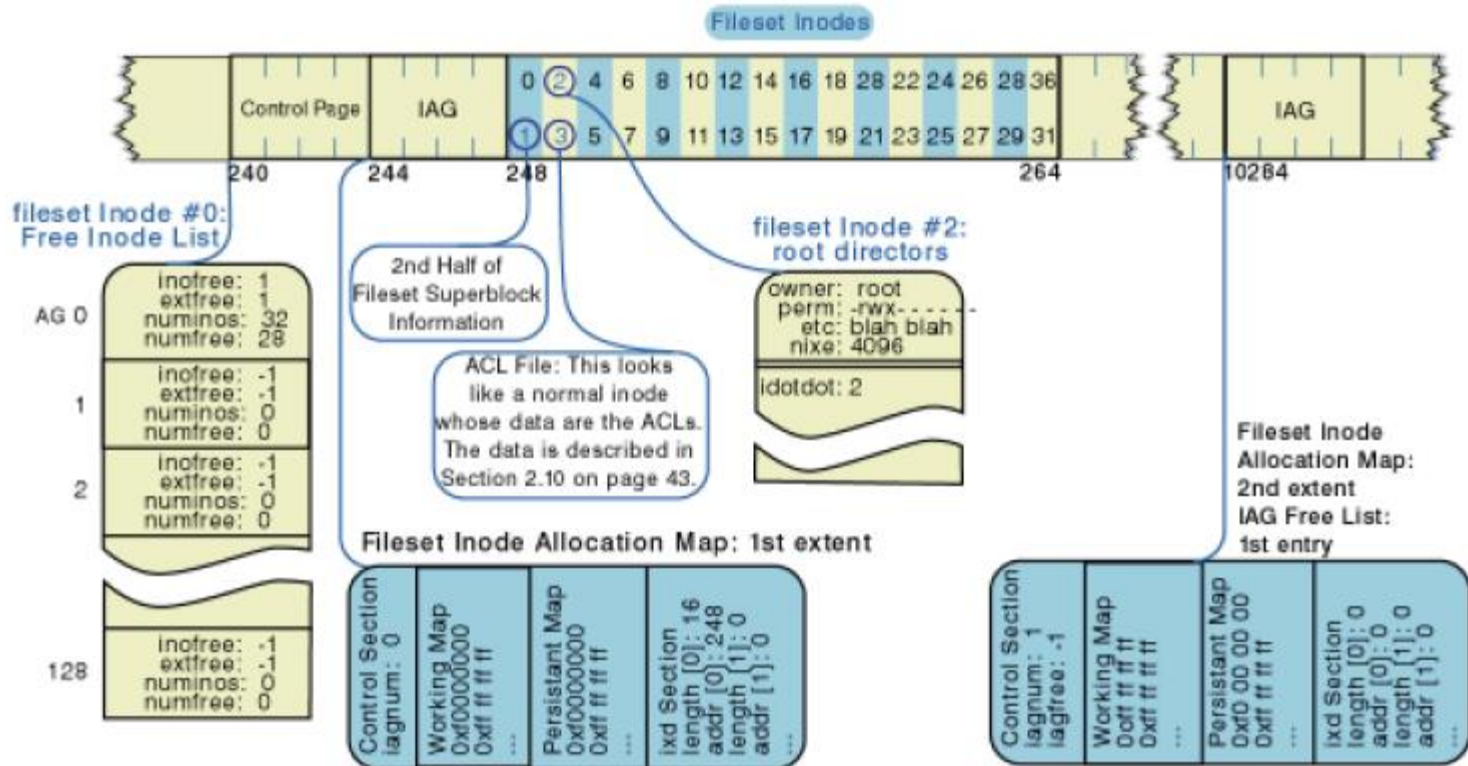 Fileset Inodes
Control Page
IAG
0 2 4 6 8 10 12 14 16 18 28 22 24 26 28 36
1 3 5 7 9 11 13 15 17 19 21 23 25 27 29 31
IAG
240
244
248
264
10284
fileset Inode #0:
Free Inode List
AG 0
inofree: 1
extfree: 1
numinos: 32
numfree: 28
1
inofree: -1
extfree: -1
numinos: 0
numfree: 0
2
inofree: -1
extfree: -1
numinos: 0
numfree: 0
128
inofree: -1
extfree: -1
numinos: 0
numfree: 0
2nd Half of
Fileset Superblock
Information
ACL File: This looks
like a normal inode
whose data are the ACLs.
The data is described in
Section 2.10 on page 43.
fileset Inode #2:
root directors
owner: root
perm: -rwx- - - - - -
etc: blah blah
nixe: 4096
idotdot: 2
Fileset Inode Allocation Map: 1st extent
Control Section
iagnum: 0
Working Map
0xf0000000
0xff ff ff
...
Persistant Map
0xf0000000
0xff ff ff
...
ixd Section
length [0]: 16
addr [0]: 248
length [1]: 0
addr [1]: 0
...
Fileset Inode
Allocation Map:
2nd extent
IAG Free List:
1st entry
Control Section
iagnum: 1
iagfree: -1
Working Map
0off ff ff ff
0xff ff ff ff
...
Persistant Map
0xf0 00 00 00
0xff ff ff ff
...
ixd Section
length [0]: 0
addr [0]: 0
length [1]: 0
addr [1]: 0
...